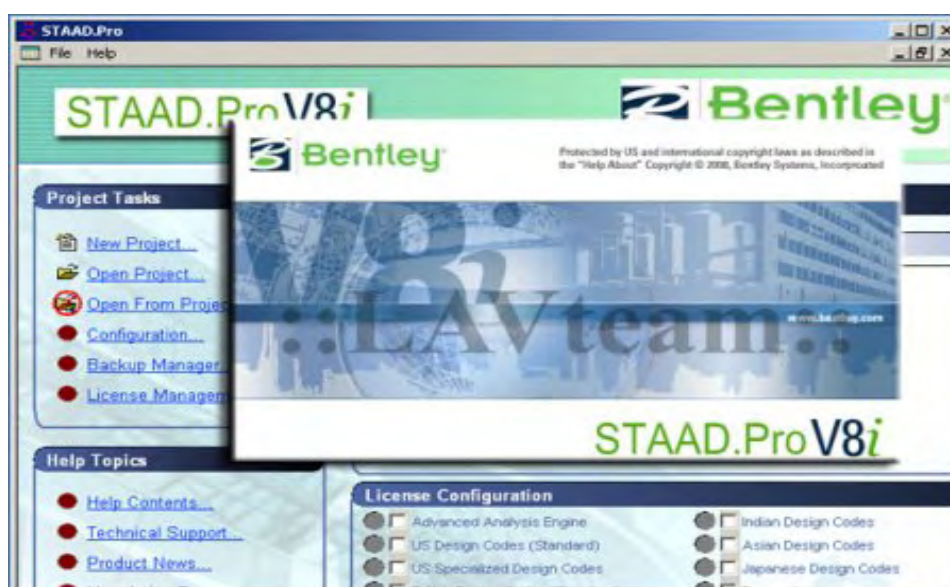 STAAD.Pro
File Help
STAAD.Pro V8i
Bentley
Bentley
Protected by US and international copyright laws as described in
the "Help About" Copyright © 2008, Bentley Systems, Incorporated
Project Tasks
New Project...
Open Project...
Open From Projec
Configuration...
Backup Manager
License Managem
V8i
www.bentley.com
::LAVteam::
STAAD.Pro V8i
Help Topics
Help Contents...
Technical Support...
Product News...
License Configuration
Advanced Analysis Engine
US Design Codes (Standard)
US Specialized Design Codes
Indian Design Codes
Asian Design Codes
Japanese Design Codes